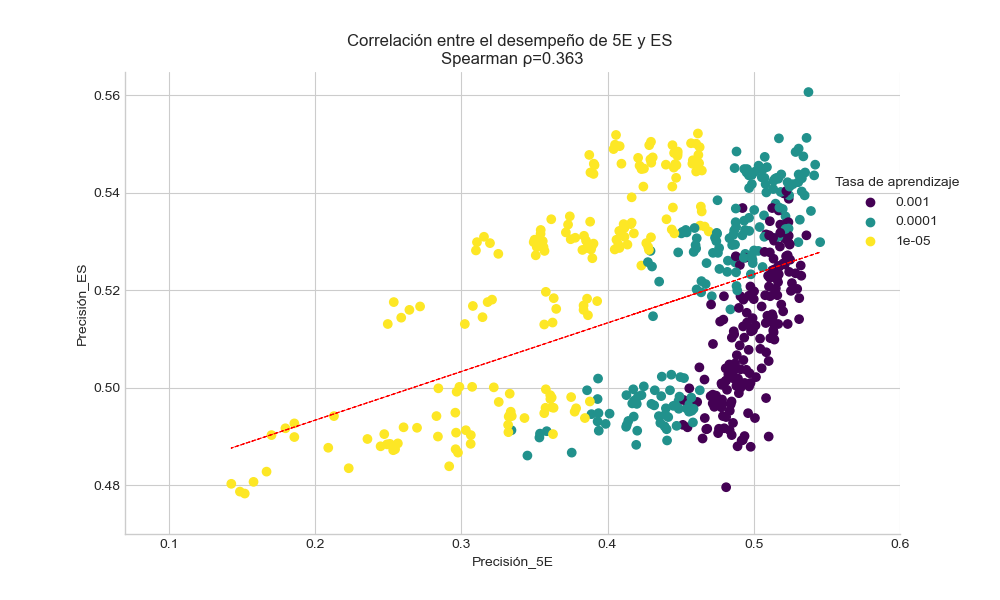 Correlación entre el desempeño de 5E y ES
Spearman ρ=0.363
0.56
0.54
0.52
0.50
0.48
Precisión_ES
0.1
0.2
0.3
0.4
0.5
0.6
Precisión_5E
Tasa de aprendizaje
0.001
0.0001
1e-05